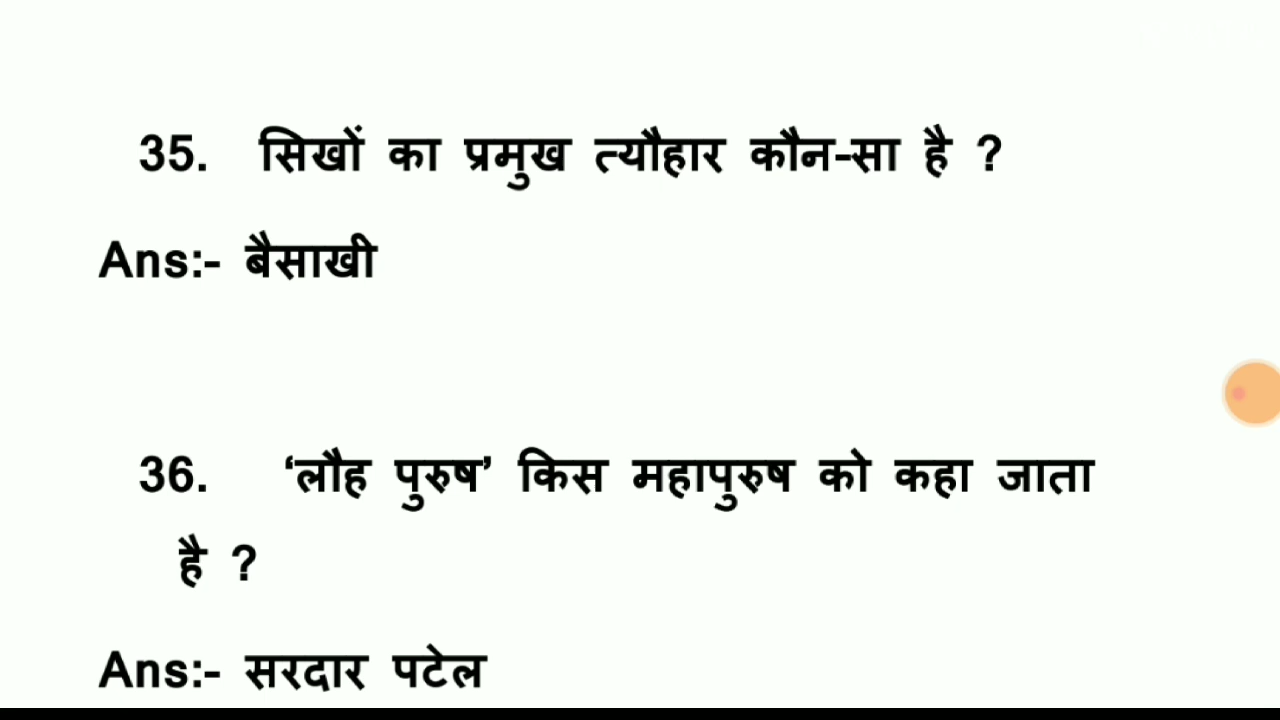 35. सिखों का प्रमुख त्यौहार कौन-सा है ?
Ans:- बैसाखी
36. ‘लौह पुरुष’ किस महापुरुष को कहा जाता
है ?
Ans:- सरदार पटेल